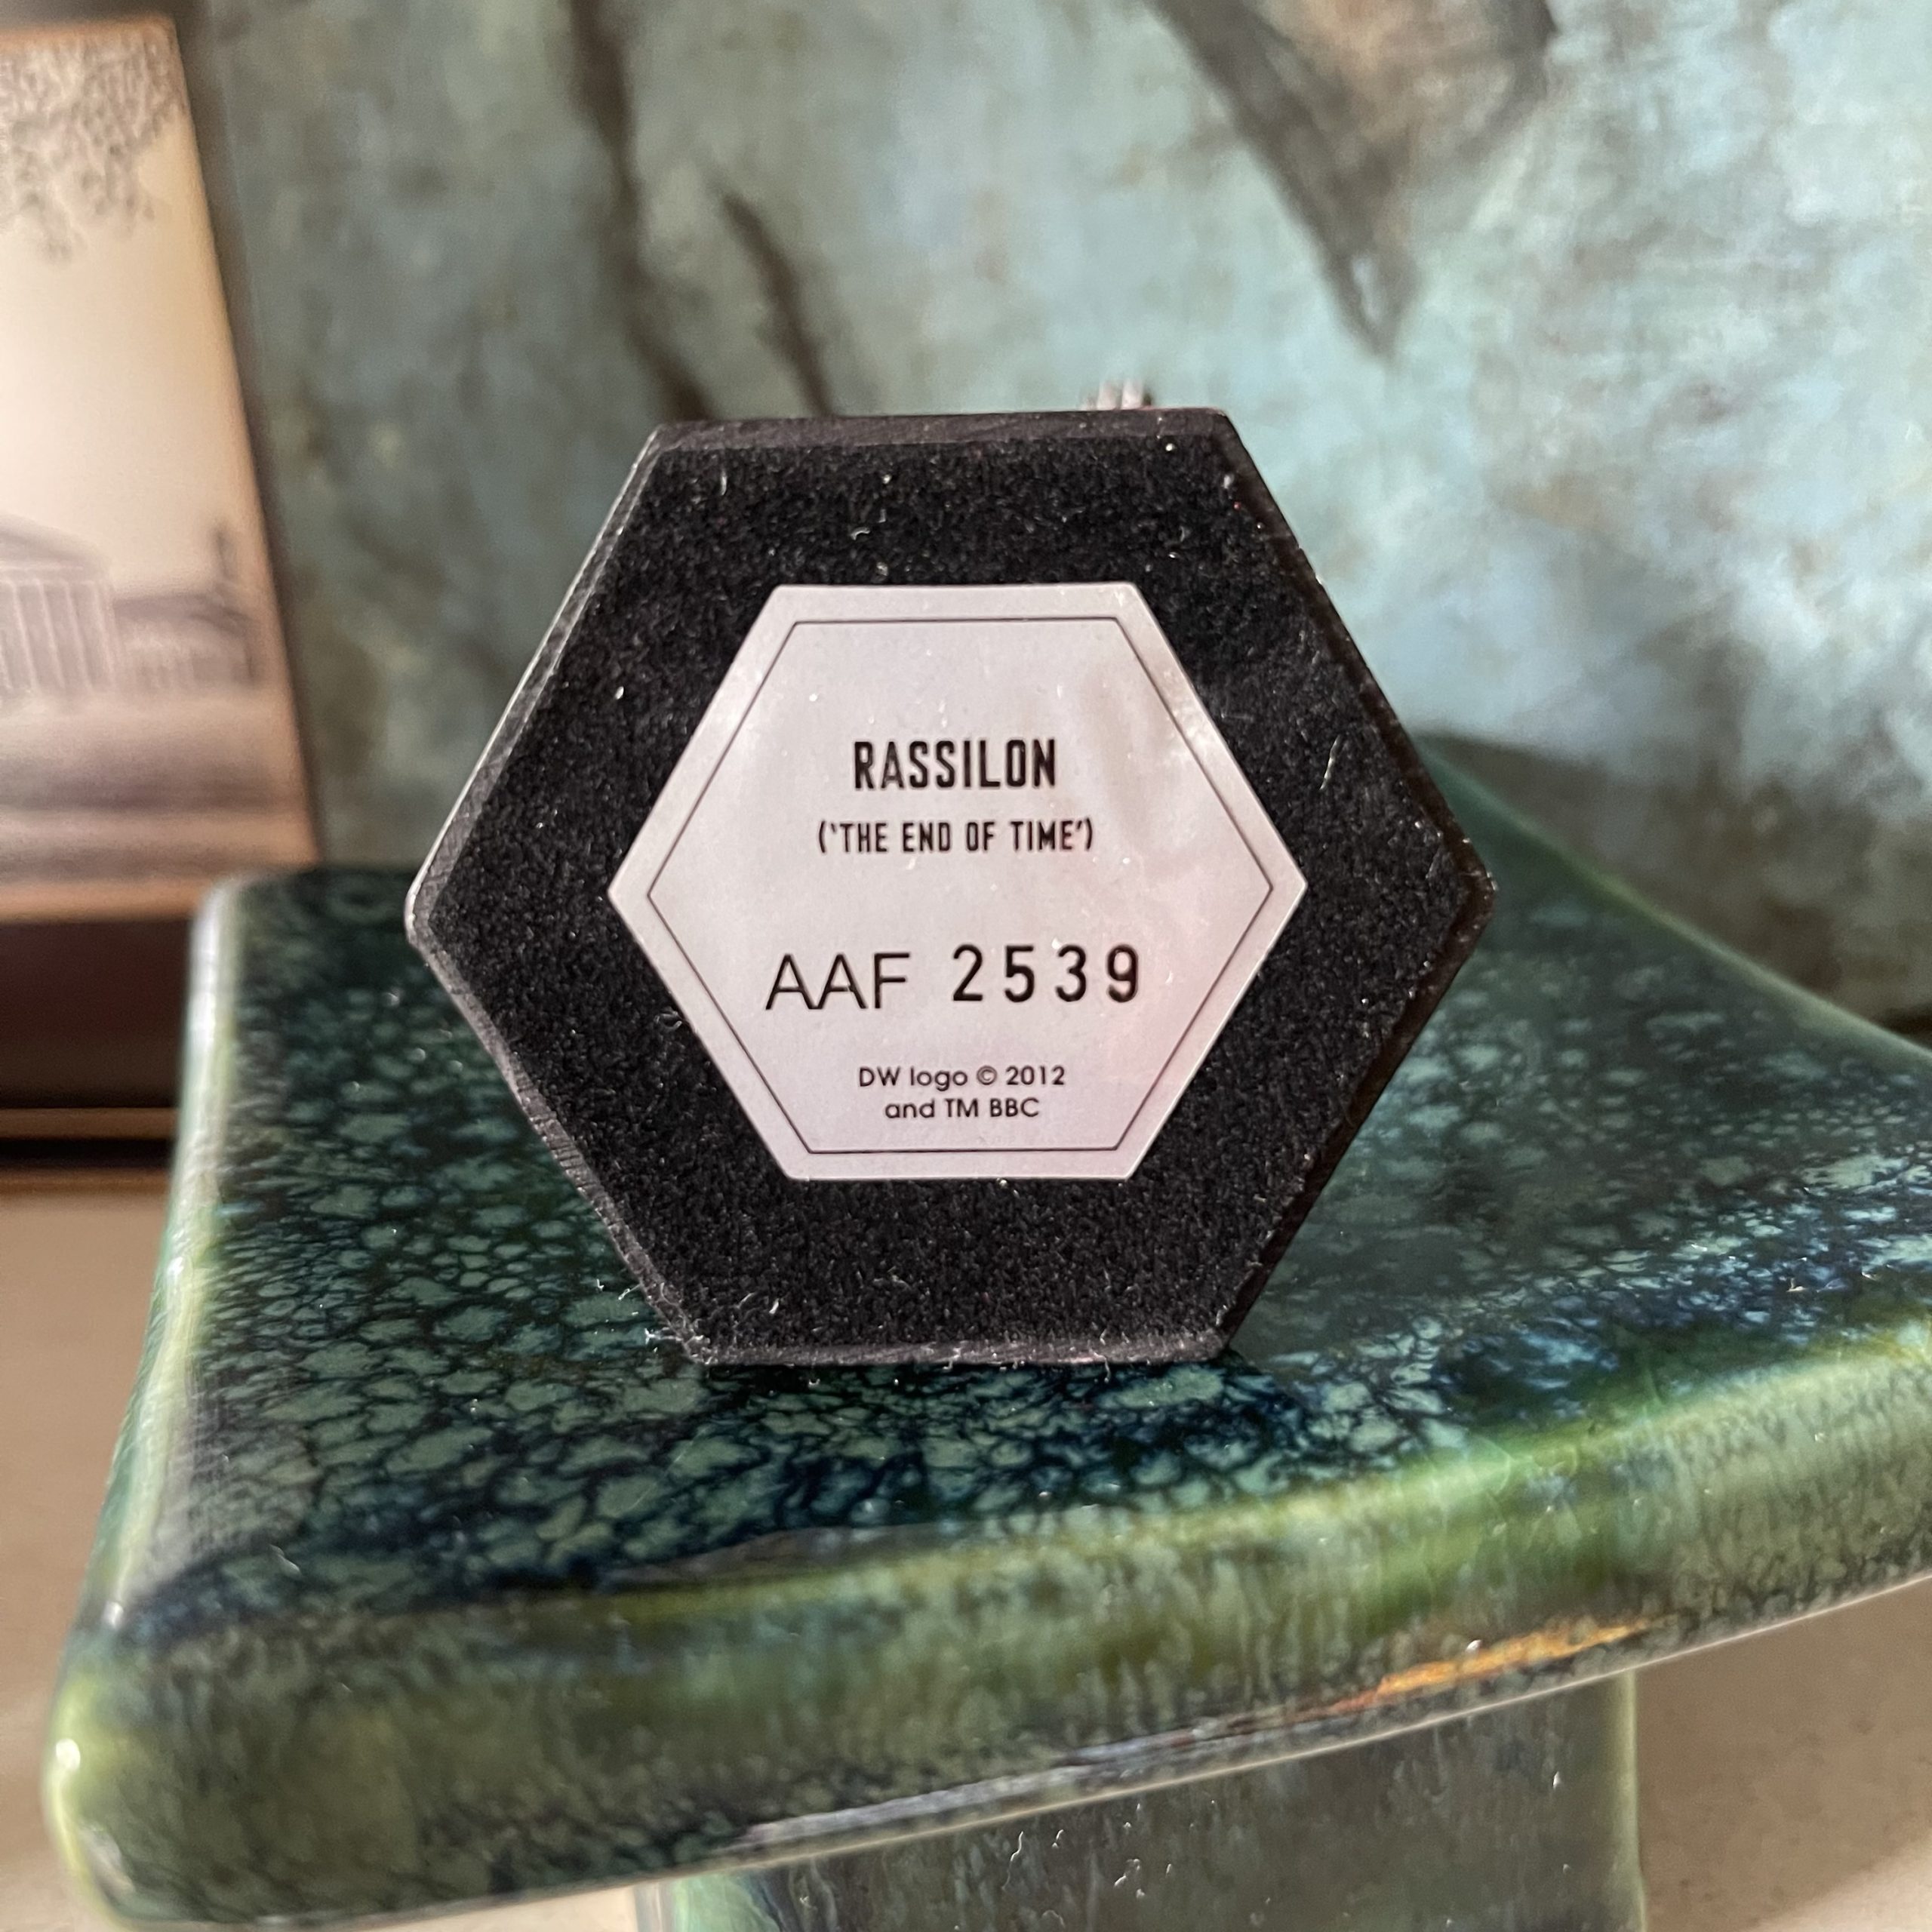 RASSILON
('THE END OF TIME')
AAF 2539
DW logo © 2012
and TM BBC